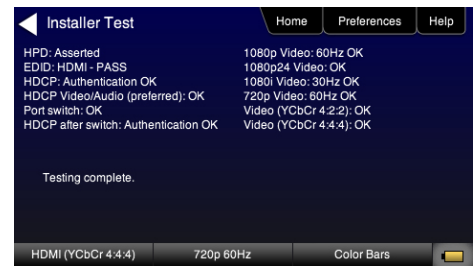 Installer Test
Home
Preferences
Help
HPD: Asserted
EDID: HDMI - PASS
HDCP: Authentication OK
HDCP Video/Audio (preferred): OK
Port switch: OK
HDCP after switch: Authentication OK
1080p Video: 60Hz OK
1080p24 Video: OK
1080i Video: 30Hz OK
720p Video: 60Hz OK
Video (YCbCr 4:2:2): OK
Video (YCbCr 4:4:4): OK
Testing complete.
HDMI (YCbCr 4:4:4)
720p 60Hz
Color Bars